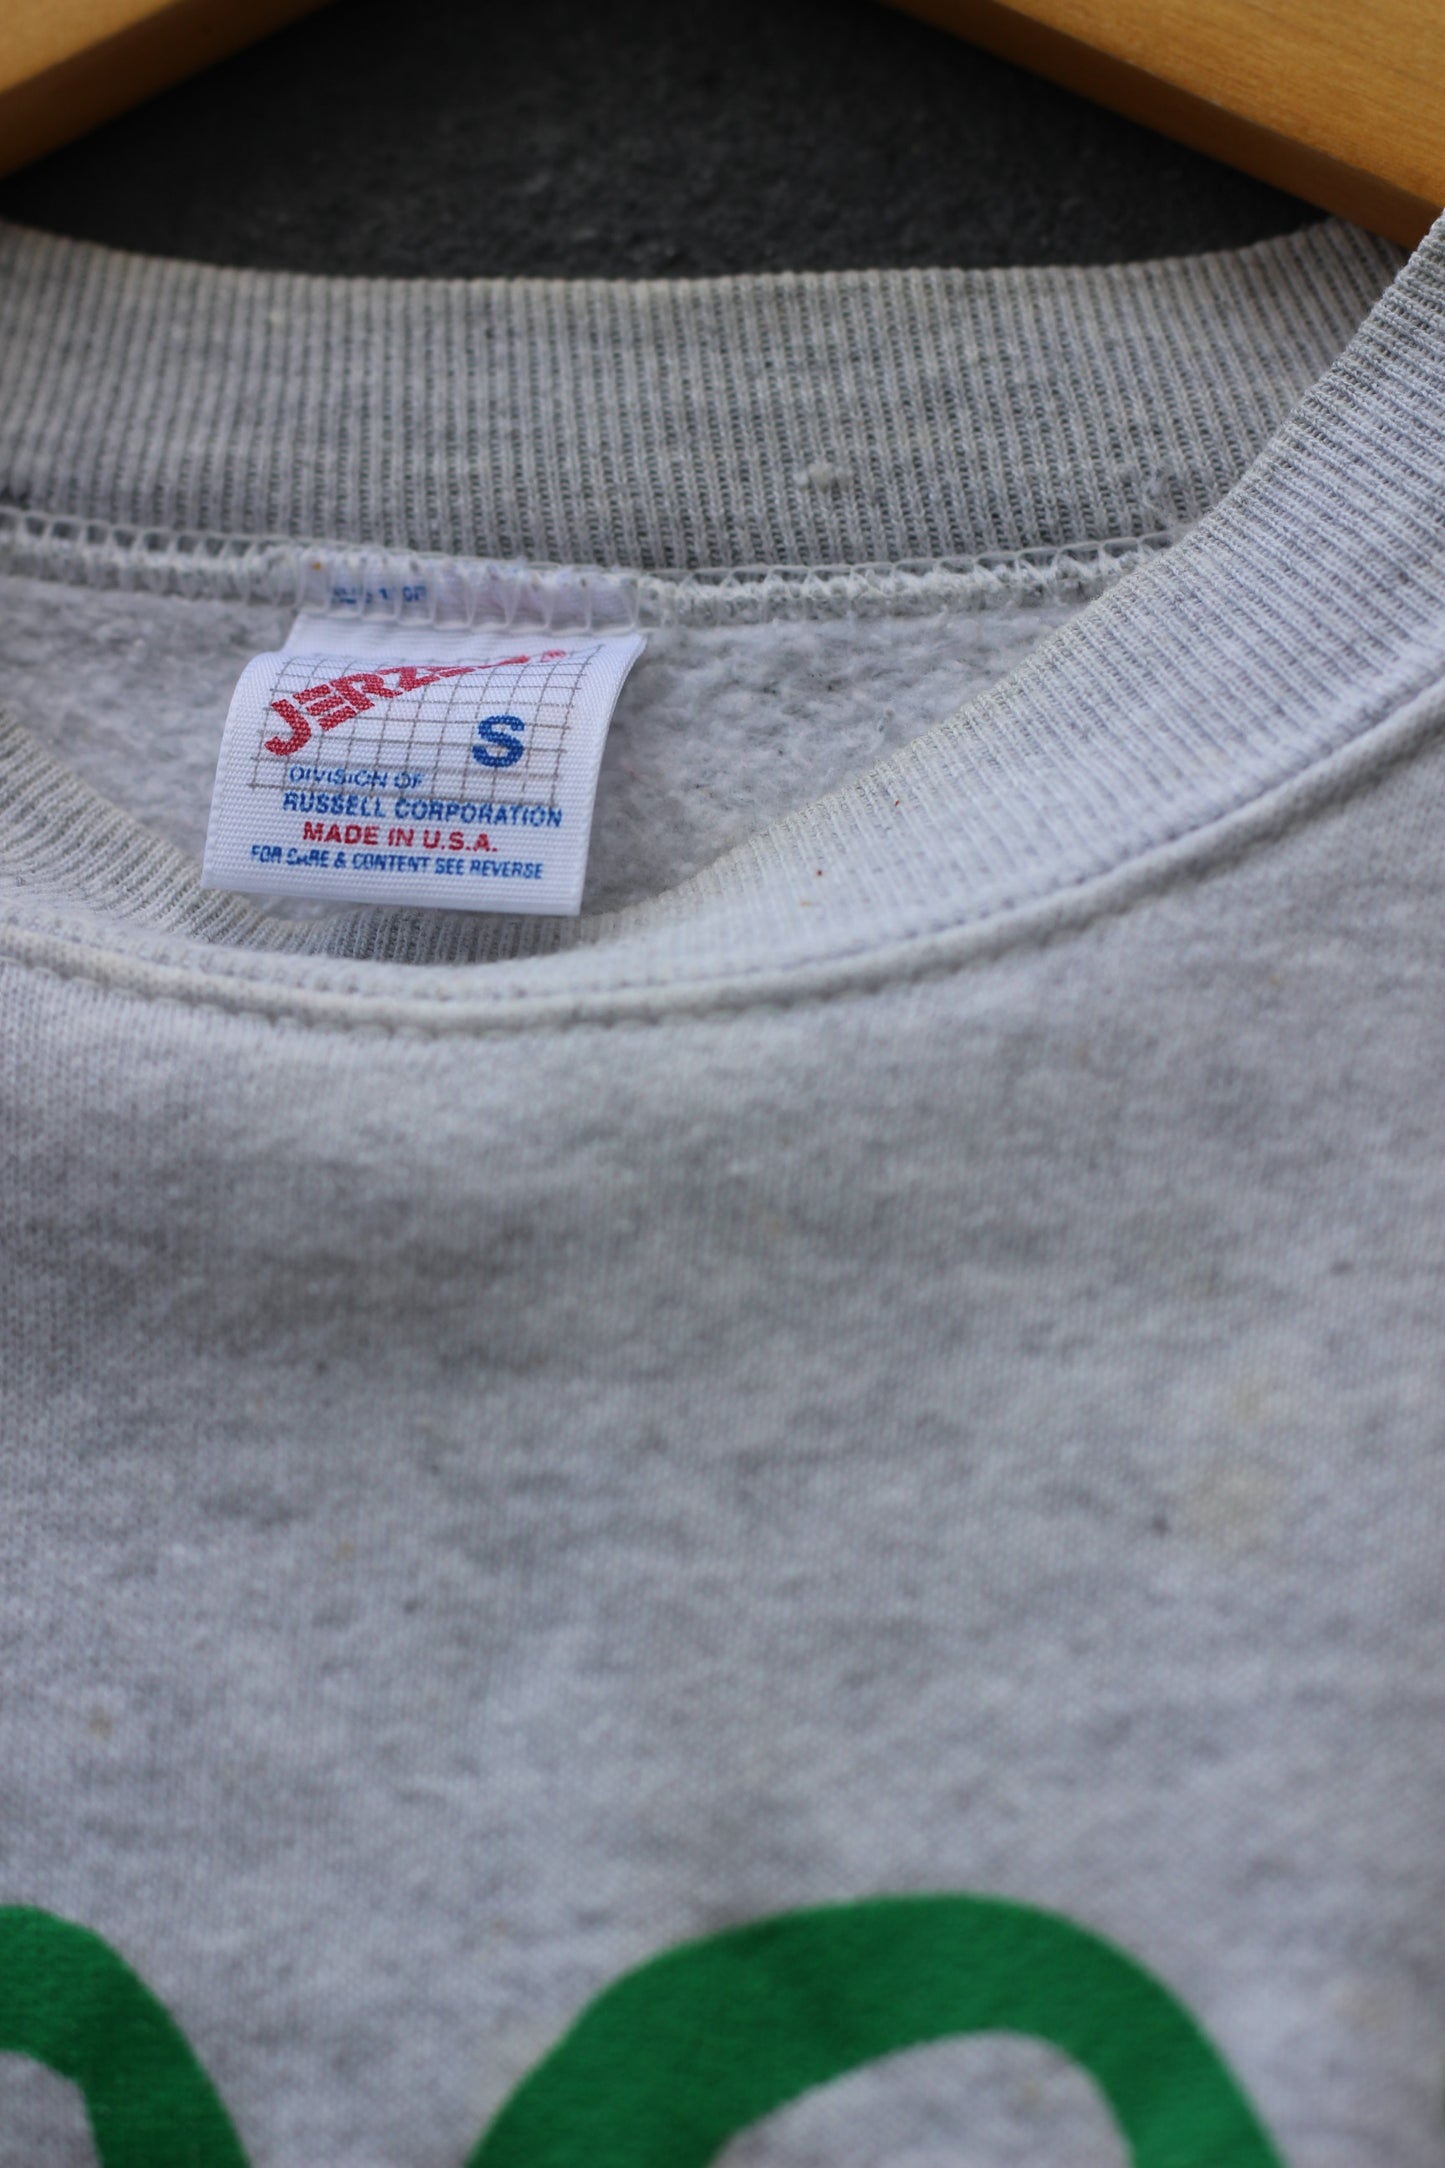 JERZEES®
S
DIVISION OF
RUSSELL CORPORATION
MADE IN U.S.A.
FOR CARE & CONTENT SEE REVERSE